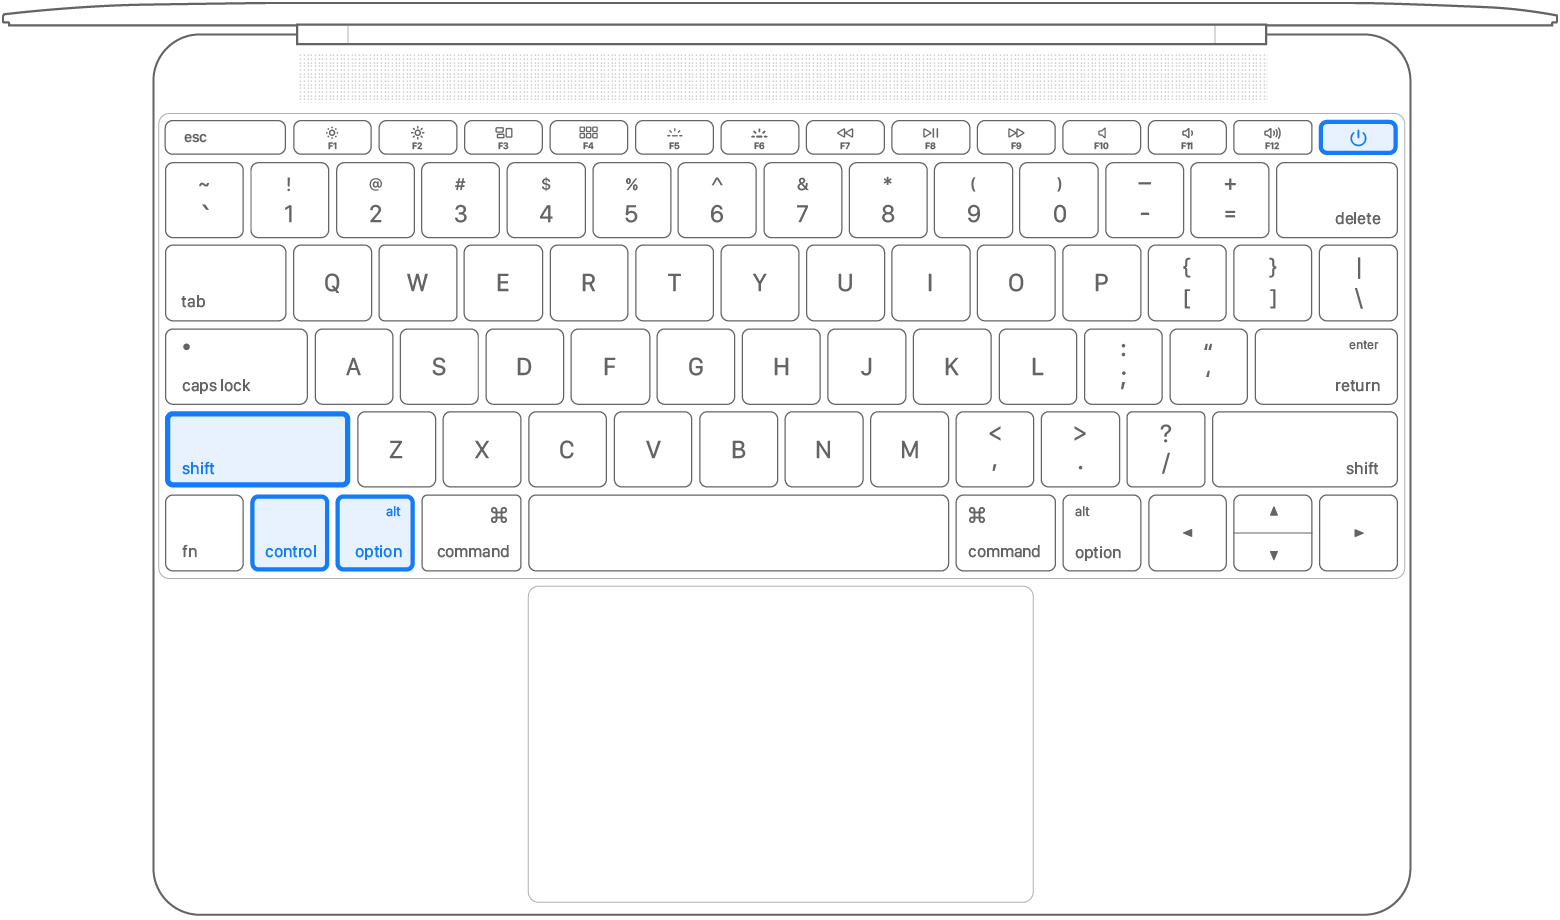 esc F1 F2 F3 F4 F5 F6 F7 F8 F9 F10 F11 F12
~ ! @ # $ % ^ & * ( ) — +
` 1 2 3 4 5 6 7 8 9 0 - = delete
tab Q W E R T Y U I O P { [ } ] | \
caps lock A S D F G H J K L : ; “ ‘ enter return
shift Z X C V B N M < , > . ? / shift
fn control alt option ⌘ command ⌘ command alt option ◀ ▲ ▼ ▶